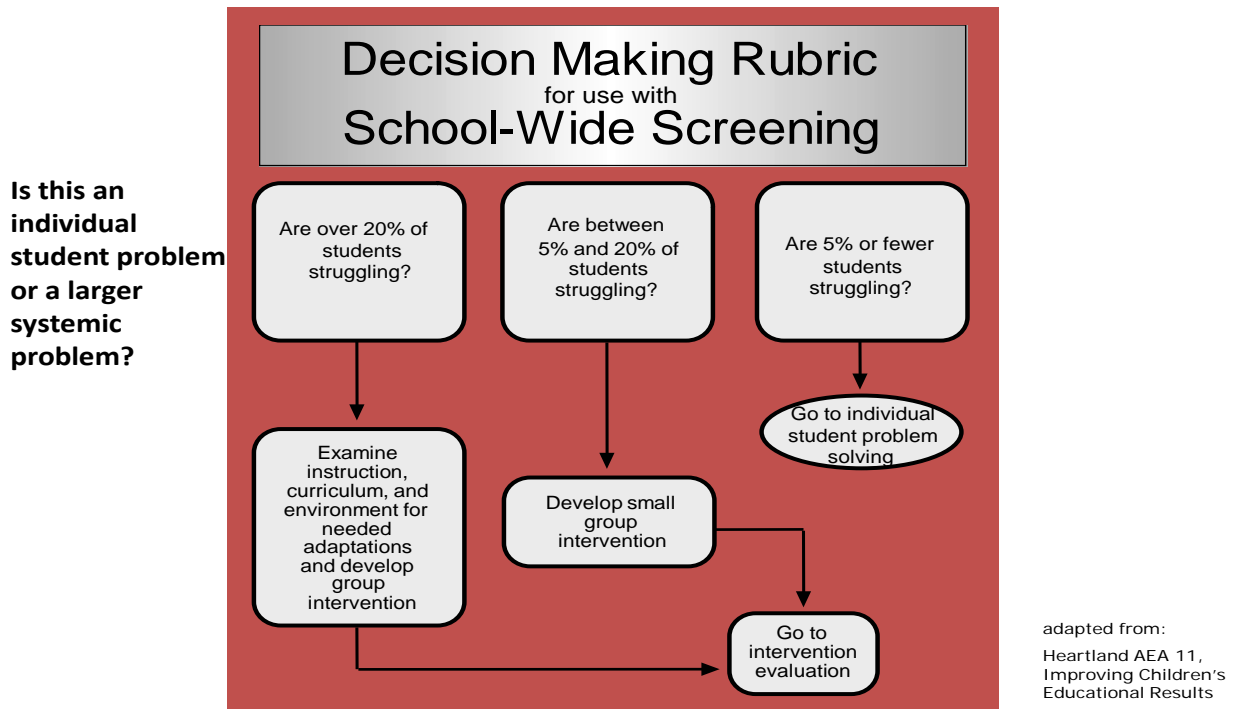 Decision Making Rubric
for use with
School-Wide Screening
Is this an
individual
student problem
or a larger
systemic
problem?
Are over 20% of
students
struggling?
Are between
5% and 20% of
students
struggling?
Are 5% or fewer
students
struggling?
Go to individual
student problem
solving
Examine
instruction,
curriculum, and
environment for
needed
adaptations
and develop
group
intervention
Develop small
group
intervention
Go to
intervention
evaluation
adapted from:
Heartland AEA 11,
Improving Children's
Educational Results